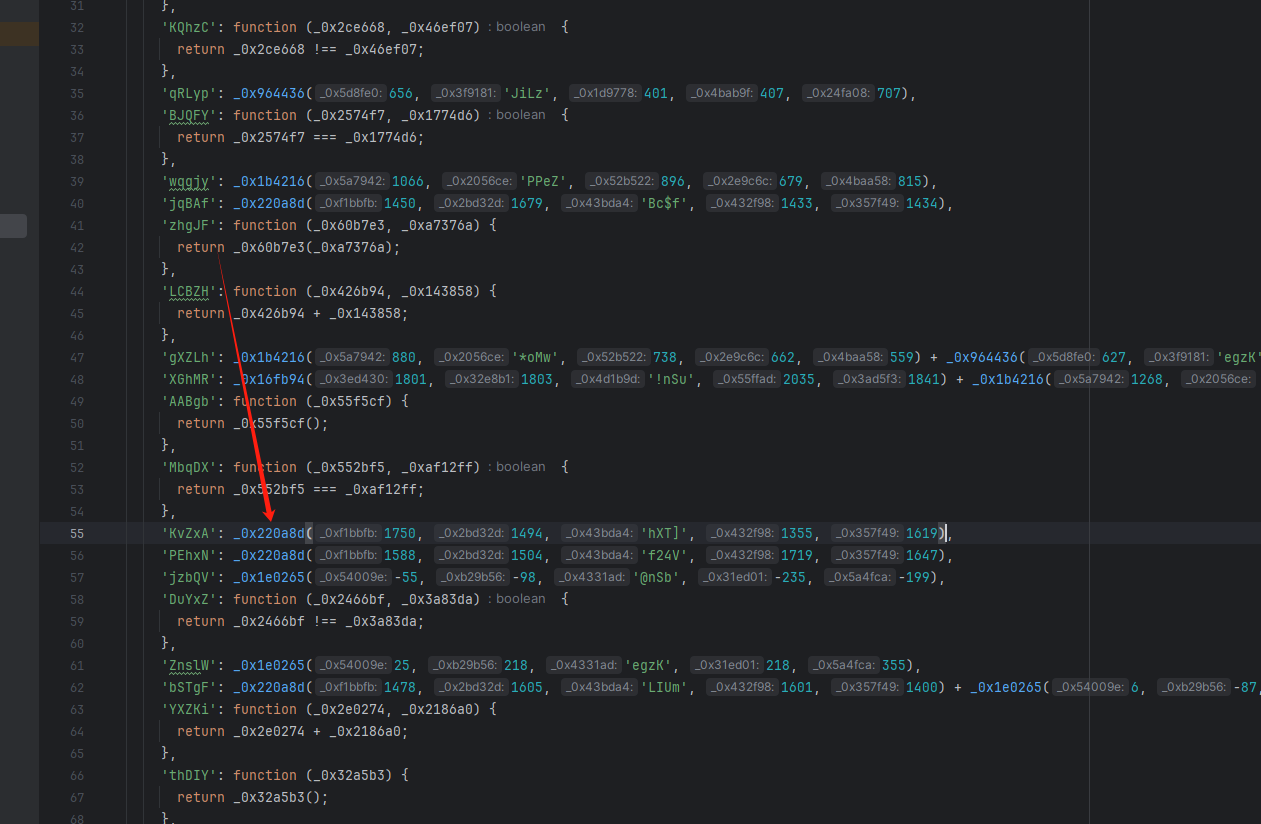 31 },
32 'KQhzC': function (_0x2ce668, _0x46ef07) : boolean {
33 return _0x2ce668 !== _0x46ef07;
34 },
35 'qRLyp': _0x964436( _0x5d8fe0: 656, _0x3f9181: 'JiLz', _0x1d9778: 401, _0x4bab9f: 407, _0x24fa08: 707),
36 'BJQFY': function (_0x2574f7, _0x1774d6) : boolean {
37 return _0x2574f7 === _0x1774d6;
38 },
39 'wqgjy': _0x1b4216( _0x5a7942: 1066, _0x2056ce: 'PPeZ', _0x52b522: 896, _0x2e9c6c: 679, _0x4baa58: 815),
40 'jqBAf': _0x220a8d( _0xf1bbfb: 1450, _0x2bd32d: 1679, _0x43bda4: 'Bc$f', _0x432f98: 1433, _0x357f49: 1434),
41 'zhgJF': function (_0x60b7e3, _0xa7376a) {
42 return _0x60b7e3(_0xa7376a);
43 },
44 'LCBZH': function (_0x426b94, _0x143858) {
45 return _0x426b94 + _0x143858;
46 },
47 'gXZLh': _0x1b4216( _0x5a7942: 880, _0x2056ce: '*oMw', _0x52b522: 738, _0x2e9c6c: 662, _0x4baa58: 559) + _0x964436( _0x5d8fe0: 627, _0x3f9181: 'egzK'
48 'XGhMR': _0x16fb94( _0x3ed430: 1801, _0x32e8b1: 1803, _0x4d1b9d: '!nSu', _0x55ffad: 2035, _0x3ad5f3: 1841) + _0x1b4216( _0x5a7942: 1268, _0x2056ce:
49 'AABgb': function (_0x55f5cf) {
50 return _0x55f5cf();
51 },
52 'MbqDX': function (_0x552bf5, _0xaf12ff) : boolean {
53 return _0x552bf5 === _0xaf12ff;
54 },
55 'KvZxA': _0x220a8d( _0xf1bbfb: 1750, _0x2bd32d: 1494, _0x43bda4: 'hXT]', _0x432f98: 1355, _0x357f49: 1619),
56 'PEhxN': _0x220a8d( _0xf1bbfb: 1588, _0x2bd32d: 1504, _0x43bda4: 'f24V', _0x432f98: 1719, _0x357f49: 1647),
57 'jzbQV': _0x1e0265( _0x54009e: -55, _0xb29b56: -98, _0x4331ad: '@nSb', _0x31ed01: -235, _0x5a4fca: -199),
58 'DuYxZ': function (_0x2466bf, _0x3a83da) : boolean {
59 return _0x2466bf !== _0x3a83da;
60 },
61 'ZnslW': _0x1e0265( _0x54009e: 25, _0xb29b56: 218, _0x4331ad: 'egzK', _0x31ed01: 218, _0x5a4fca: 355),
62 'bSTgF': _0x220a8d( _0xf1bbfb: 1478, _0x2bd32d: 1605, _0x43bda4: 'LIUm', _0x432f98: 1601, _0x357f49: 1400) + _0x1e0265( _0x54009e: 6, _0xb29b56: -87,
63 'YXZKi': function (_0x2e0274, _0x2186a0) {
64 return _0x2e0274 + _0x2186a0;
65 },
66 'thDIY': function (_0x32a5b3) {
67 return _0x32a5b3();
68 },